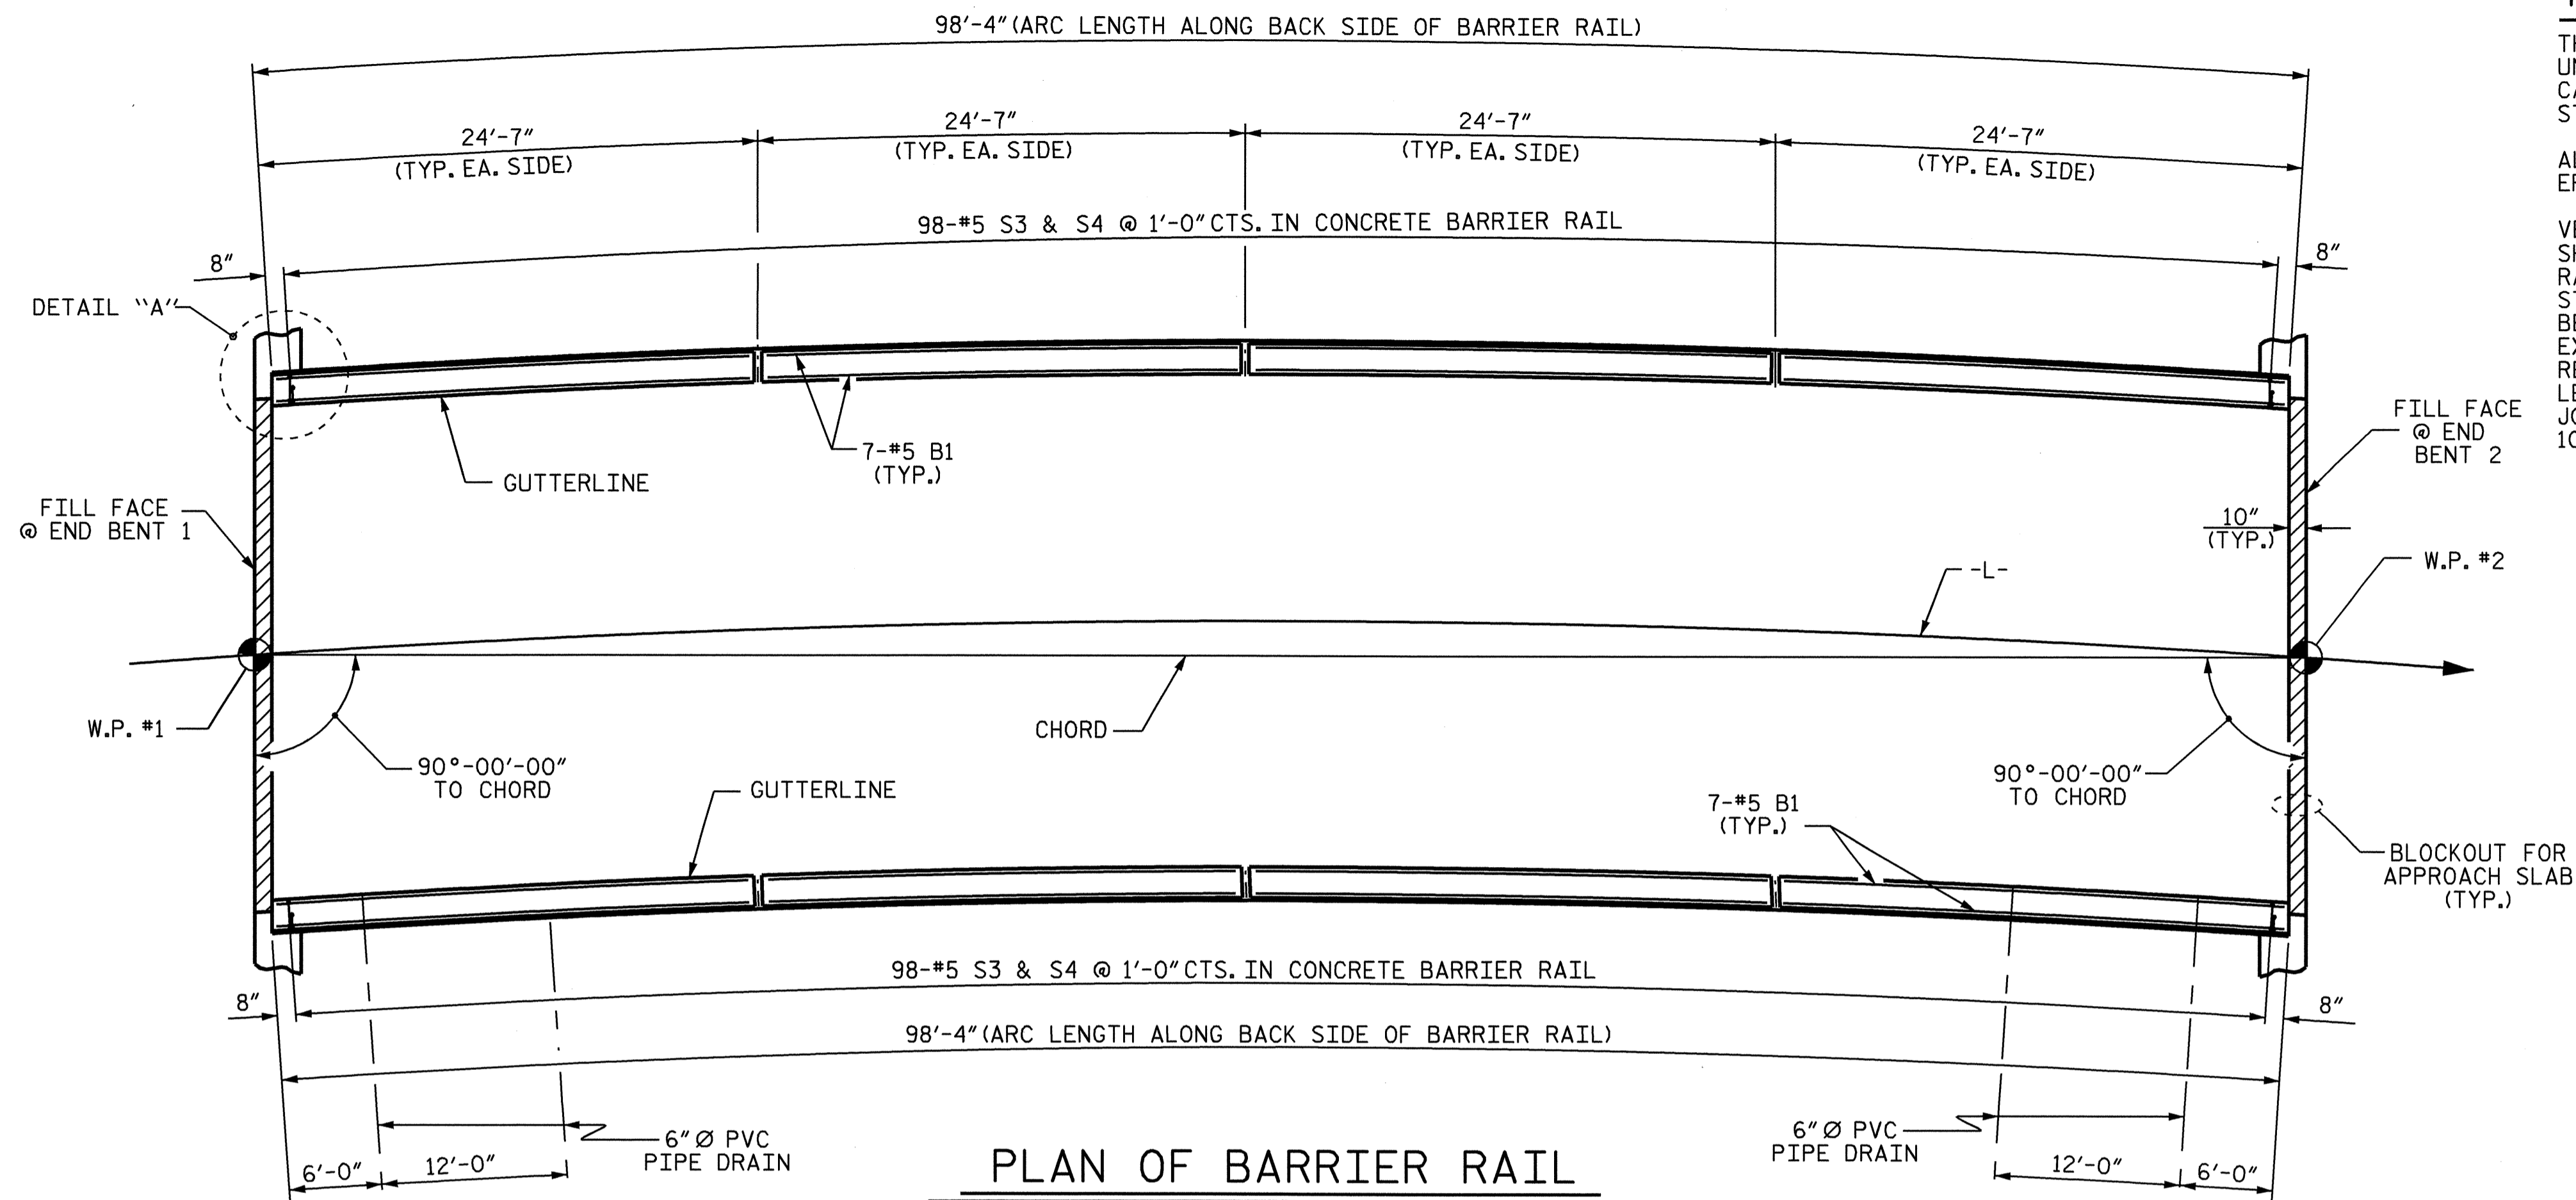 98'-4" (ARC LENGTH ALONG BACK SIDE OF BARRIER RAIL)
24'-7"
(TYP. EA. SIDE)
24'-7"
(TYP. EA. SIDE)
24'-7"
(TYP. EA. SIDE)
24'-7"
(TYP. EA. SIDE)
98-#5 S3 & S4 @ 1'-0" CTS. IN CONCRETE BARRIER RAIL
8"
8"
DETAIL "A"
7-#5 B1
(TYP.)
GUTTERLINE
FILL FACE
@ END BENT 1
FILL FACE
@ END
BENT 2
10"
(TYP.)
-L-
W.P. #2
W.P. #1
CHORD
90°-00'-00"
TO CHORD
90°-00'-00"
TO CHORD
GUTTERLINE
7-#5 B1
(TYP.)
BLOCKOUT FOR
APPROACH SLAB
(TYP.)
98-#5 S3 & S4 @ 1'-0" CTS. IN CONCRETE BARRIER RAIL
8"
8"
98'-4" (ARC LENGTH ALONG BACK SIDE OF BARRIER RAIL)
6" Ø PVC
PIPE DRAIN
6" Ø PVC
PIPE DRAIN
6'-0"
12'-0"
12'-0"
6'-0"
PLAN OF BARRIER RAIL